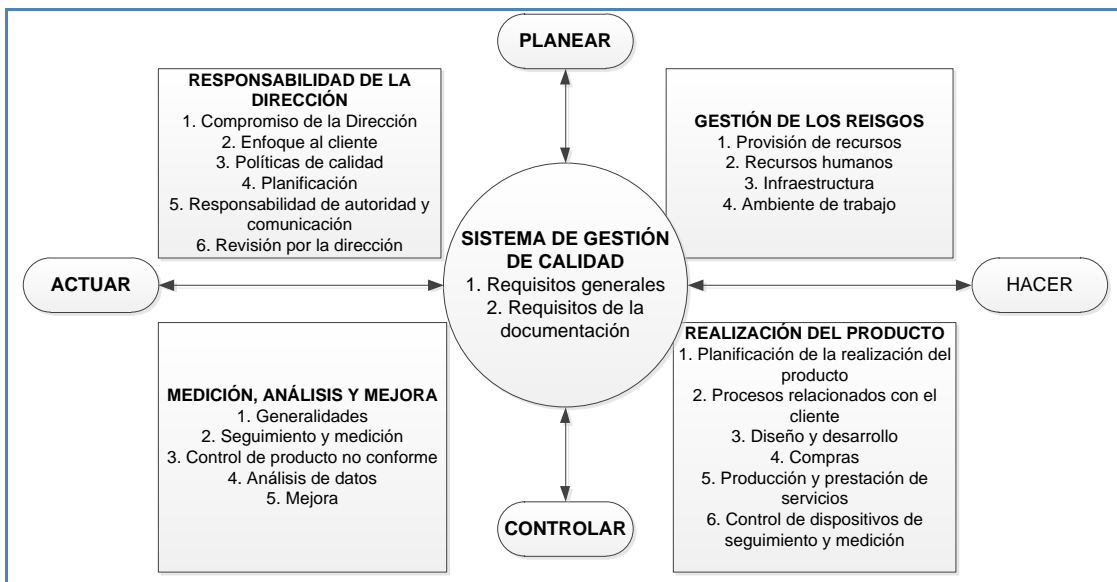 PLANEAR
RESPONSABILIDAD DE LA
DIRECCIÓN
1. Compromiso de la Dirección
2. Enfoque al cliente
3. Políticas de calidad
4. Planificación
5. Responsabilidad de autoridad y
comunicación
6. Revisión por la dirección
GESTIÓN DE LOS REISGOS
1. Provisión de recursos
2. Recursos humanos
3. Infraestructura
4. Ambiente de trabajo
SISTEMA DE GESTIÓN
DE CALIDAD
1. Requisitos generales
2. Requisitos de la
documentación
ACTUAR
HACER
MEDICIÓN, ANÁLISIS Y MEJORA
1. Generalidades
2. Seguimiento y medición
3. Control de producto no conforme
4. Análisis de datos
5. Mejora
REALIZACIÓN DEL PRODUCTO
1. Planificación de la realización del
producto
2. Procesos relacionados con el
cliente
3. Diseño y desarrollo
4. Compras
5. Producción y prestación de
servicios
6. Control de dispositivos de
seguimiento y medición
CONTROLAR